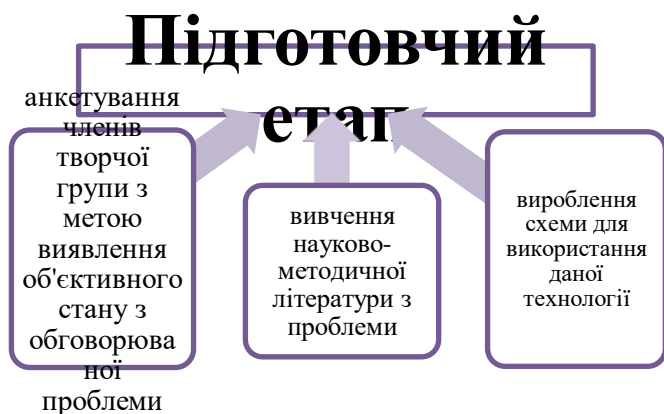 Підготовчий
етап
анкетування
членів
творчої
групи з
метою
виявлення
об'єктивного
стану з
обговорюва
ної
проблеми
вивчення
науково-
методичної
літератури з
проблеми
вироблення
схеми для
використання
даної
технології